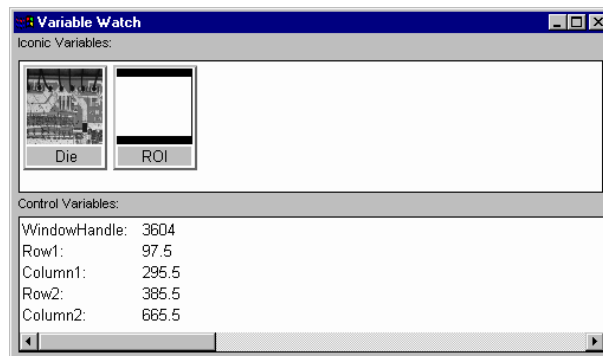 Variable Watch
Iconic Variables:
Die
ROI
Control Variables:
WindowHandle: 3604
Row1: 97.5
Column1: 295.5
Row2: 385.5
Column2: 665.5